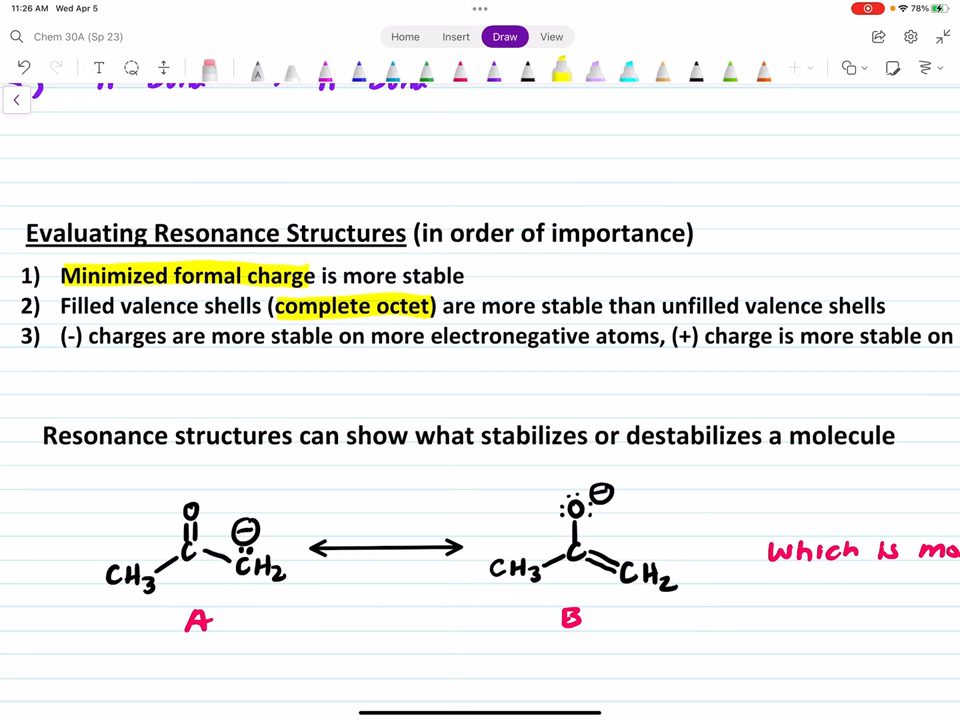 11:26 AM Wed Apr 5
78%
Chem 30A (Sp 23)
Home Insert Draw View
Evaluating Resonance Structures (in order of importance)
1) Minimized formal charge is more stable
2) Filled valence shells (complete octet) are more stable than unfilled valence shells
3) (-) charges are more stable on more electronegative atoms, (+) charge is more stable on
Resonance structures can show what stabilizes or destabilizes a molecule
O O
C C
CH2 CH3 CH2
CH3
which is mo
A B